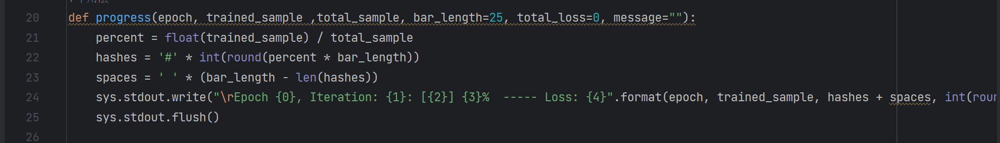 20 def progress(epoch, trained_sample ,total_sample, bar_length=25, total_loss=0, message=""):
21 percent = float(trained_sample) / total_sample
22 hashes = '#' * int(round(percent * bar_length))
23 spaces = ' ' * (bar_length - len(hashes))
24 sys.stdout.write("\rEpoch {0}, Iteration: {1}: [{2}] {3}%  ----- Loss: {4}".format(epoch, trained_sample, hashes + spaces, int(roun
25 sys.stdout.flush()
26